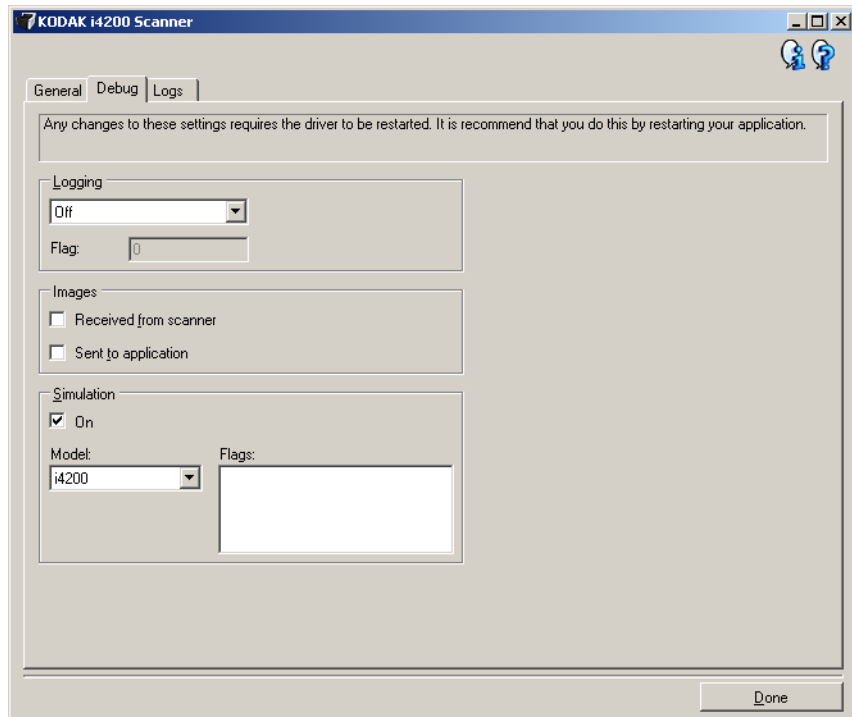 KODAK i4200 Scanner
General Debug Logs
Any changes to these settings requires the driver to be restarted. It is recommend that you do this by restarting your application.
Logging
Off
Flag: 0
Images
Received from scanner
Sent to application
Simulation
On
Model: Flags:
i4200
Done